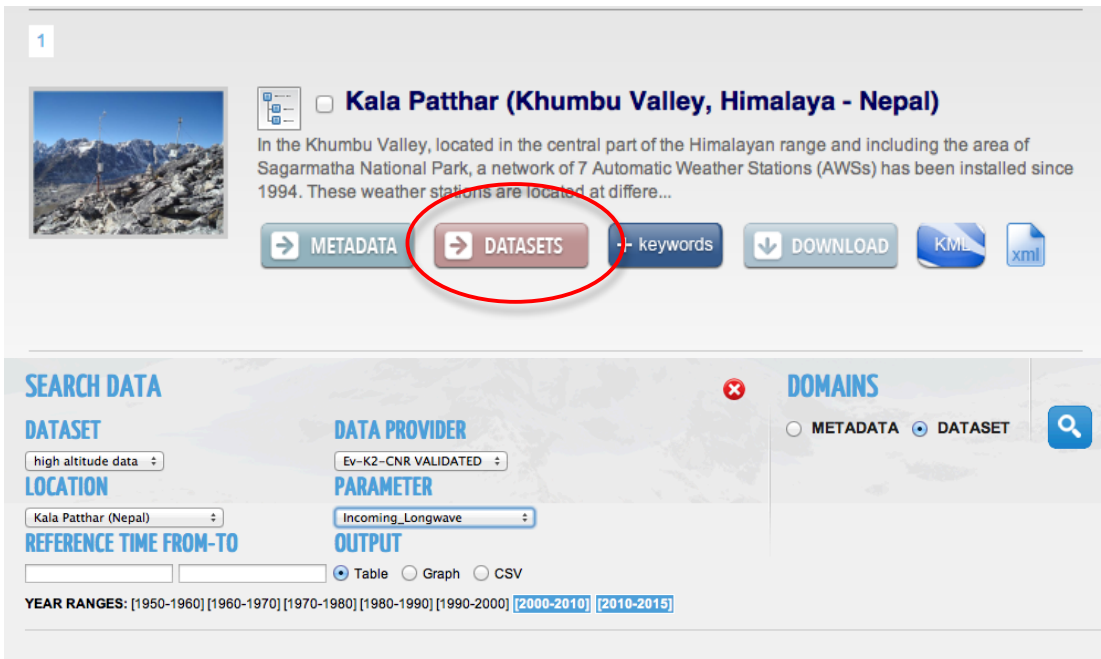 1
Kala Patthar (Khumbu Valley, Himalaya - Nepal)
In the Khumbu Valley, located in the central part of the Himalayan range and including the area of
Sagarmatha National Park, a network of 7 Automatic Weather Stations (AWSs) has been installed since
1994. These weather stations are located at differe...
METADATA DATASETS + keywords DOWNLOAD KML xml
SEARCH DATA DOMAINS
DATASET DATA PROVIDER METADATA DATASET
high altitude data Ev-K2-CNR VALIDATED
LOCATION PARAMETER
Kala Patthar (Nepal) Incoming_Longwave
REFERENCE TIME FROM-TO OUTPUT
Table Graph CSV
YEAR RANGES: [1950-1960] [1960-1970] [1970-1980] [1980-1990] [1990-2000] [2000-2010] [2010-2015]